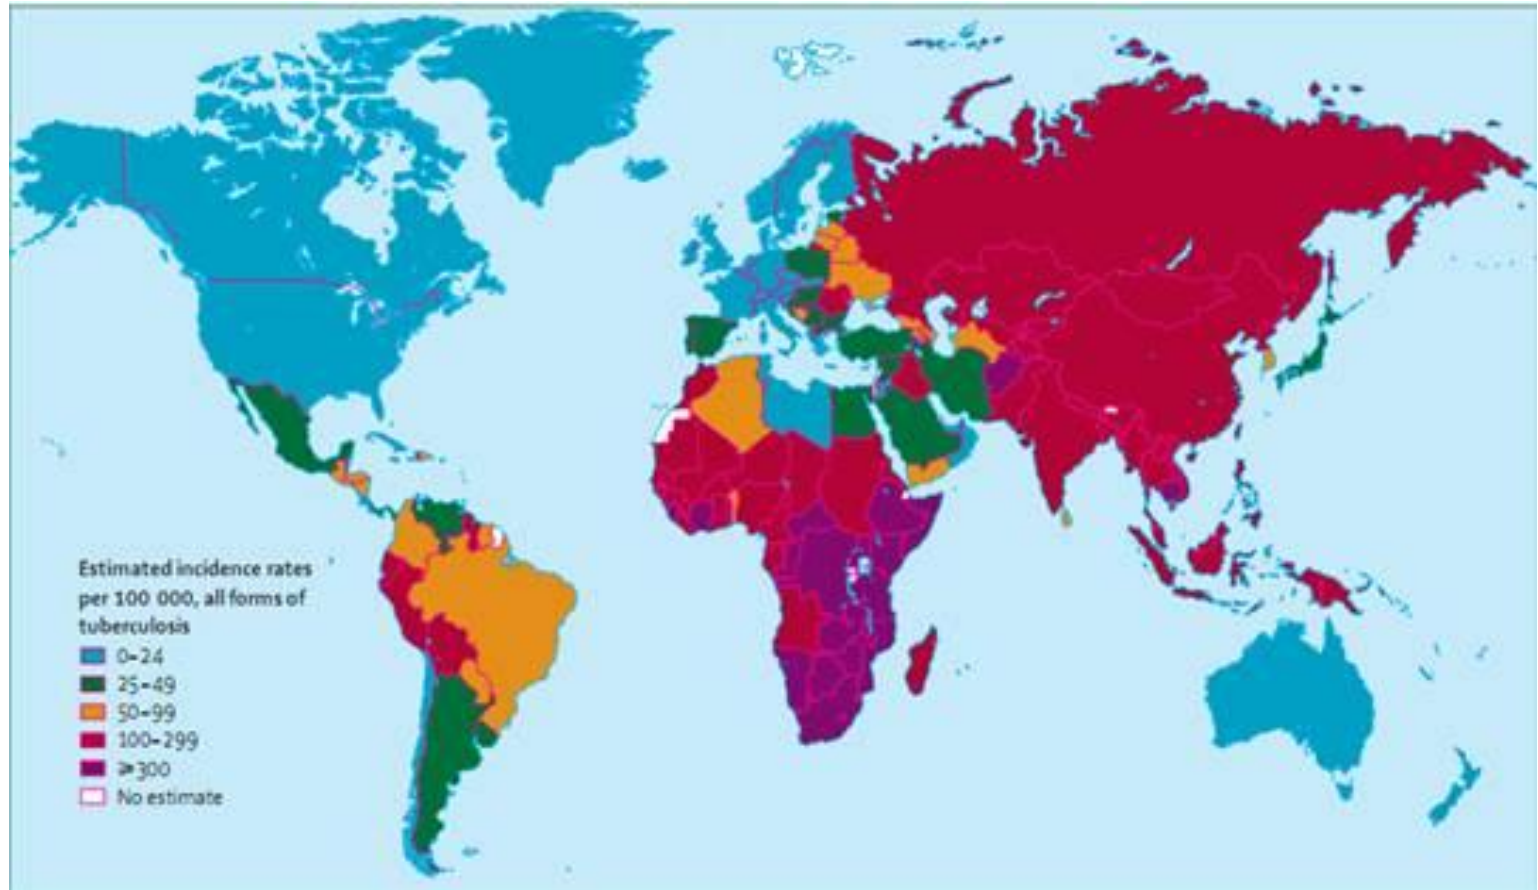 Estimated incidence rates
per 100 000, all forms of
tuberculosis
0–24
25–49
50–99
100–299
≥300
No estimate